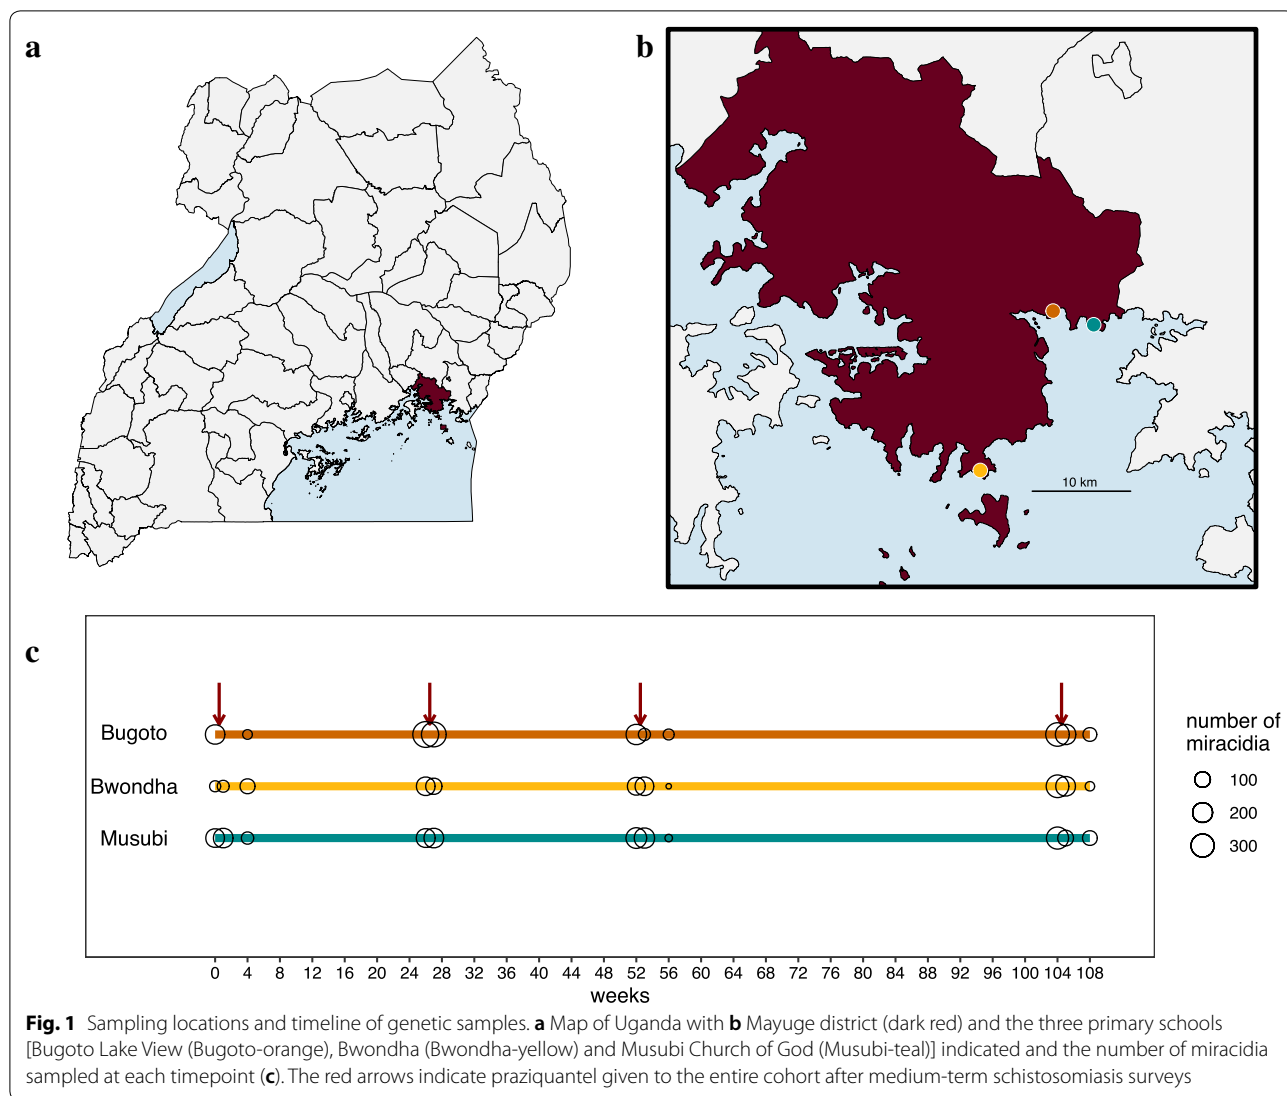 a
b
10 km
c
Bugoto
Bwondha
Musubi
number of
miracidia
100
200
300
0 4 8 12 16 20 24 28 32 36 40 44 48 52 56 60 64 68 72 76 80 84 88 92 96 100 104 108
weeks
Fig. 1 Sampling locations and timeline of genetic samples. a Map of Uganda with b Mayuge district (dark red) and the three primary schools
[Bugoto Lake View (Bugoto-orange), Bwondha (Bwondha-yellow) and Musubi Church of God (Musubi-teal)] indicated and the number of miracidia
sampled at each timepoint (c). The red arrows indicate praziquantel given to the entire cohort after medium-term schistosomiasis surveys